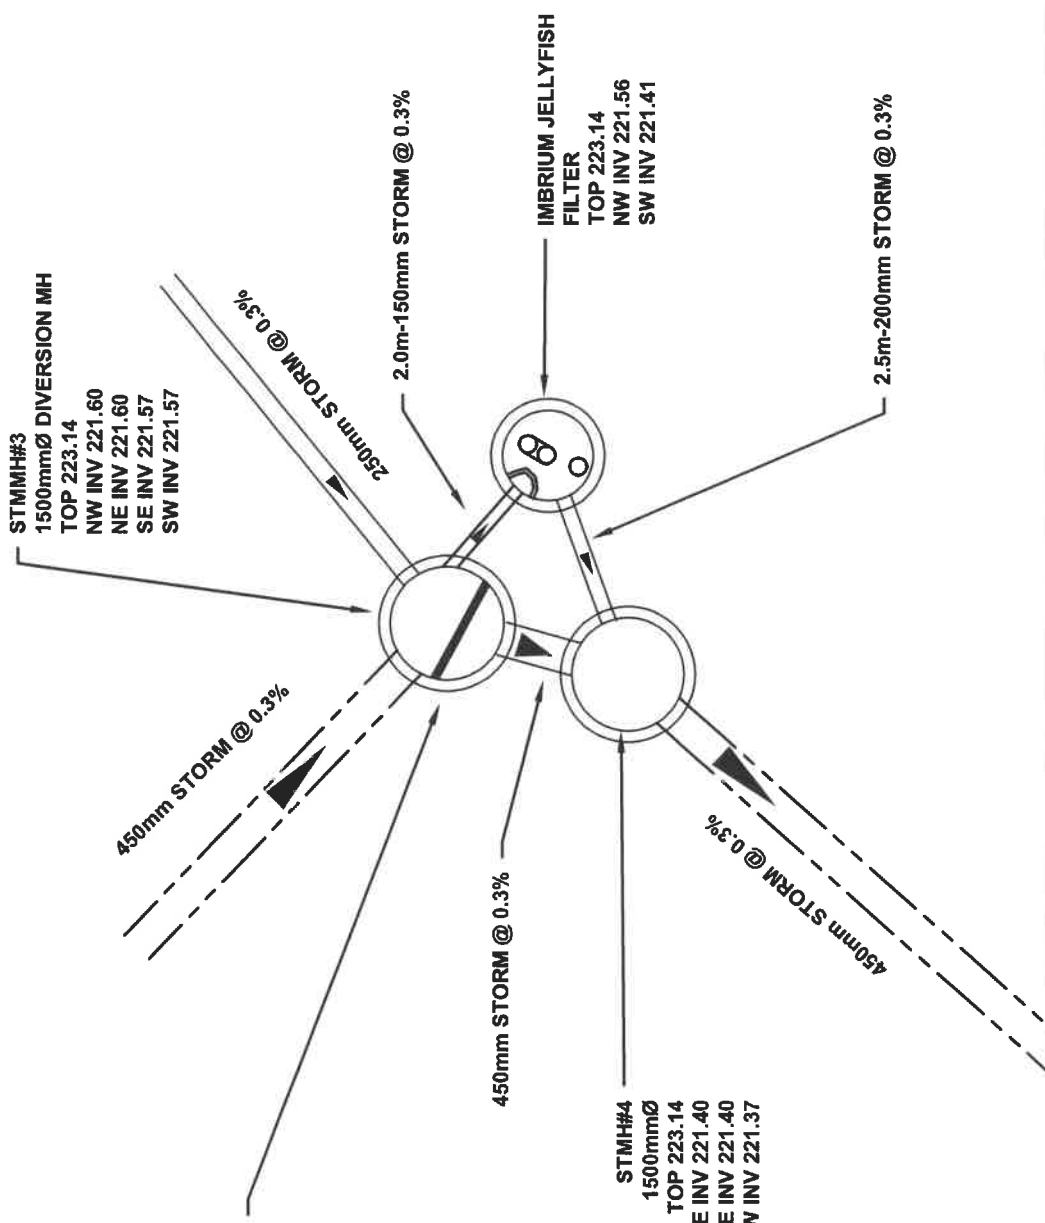 STMMH#3
1500mmØ DIVERSION MH
TOP 223.14
NW INV 221.60
NE INV 221.60
SE INV 221.57
SW INV 221.57
250mm STORM @ 0.3%
2.0m-150mm STORM @ 0.3%
IMBRIUM JELLYFISH
FILTER
TOP 223.14
NW INV 221.56
SW INV 221.41
2.5m-200mm STORM @ 0.3%
450mm STORM @ 0.3%
450mm STORM @ 0.3%
450mm STORM @ 0.3%
STMH#4
1500mmØ
TOP 223.14
E INV 221.40
E INV 221.40
INV 221.37